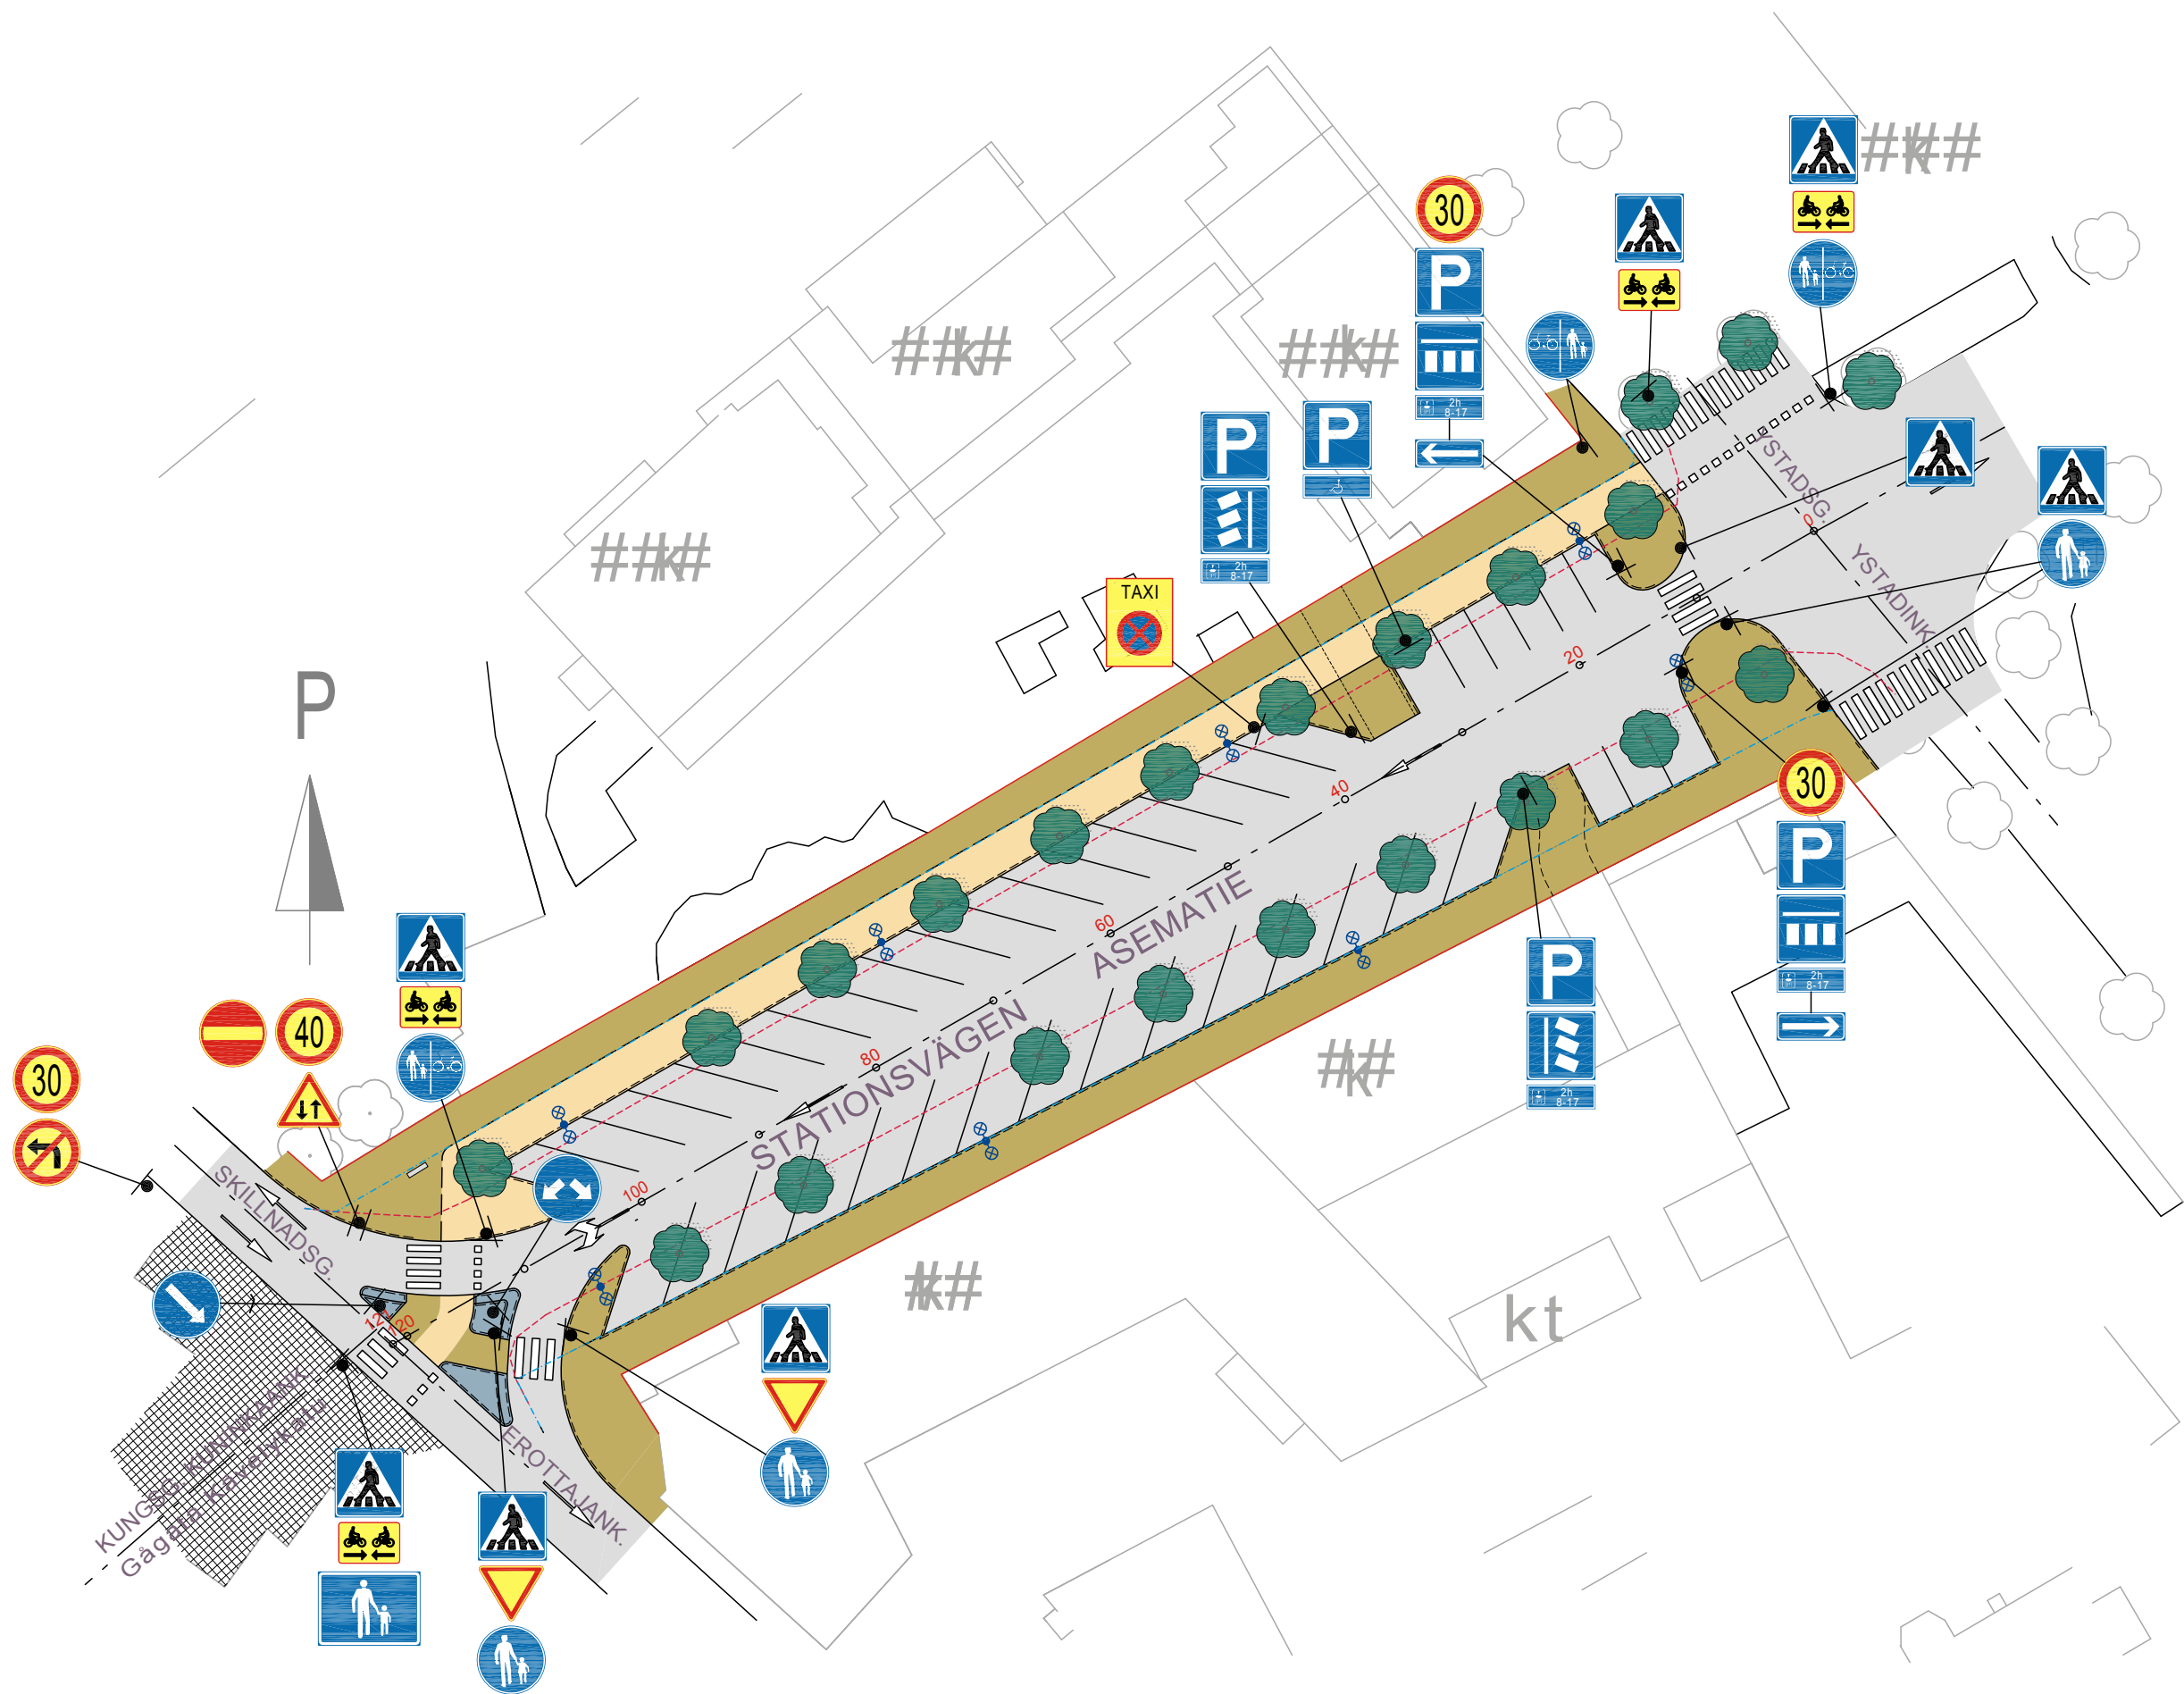 ##k#
30
P
P
2h
8-17
P
2h
8-17
P
##k#
##k#
YSTADSG.
0
YSTADINK.
##k#
TAXI
20
P
40
30
P
2h
8-17
60
ASEMATIE
80
STATIONSVÄGEN
P
2h
8-17
#k#
40
30
100
SKILLNADSG.
120
k#
kt
EROTTAJANK.
KUNGSG. KUNINKAANK.
Gågata Kävelykatu